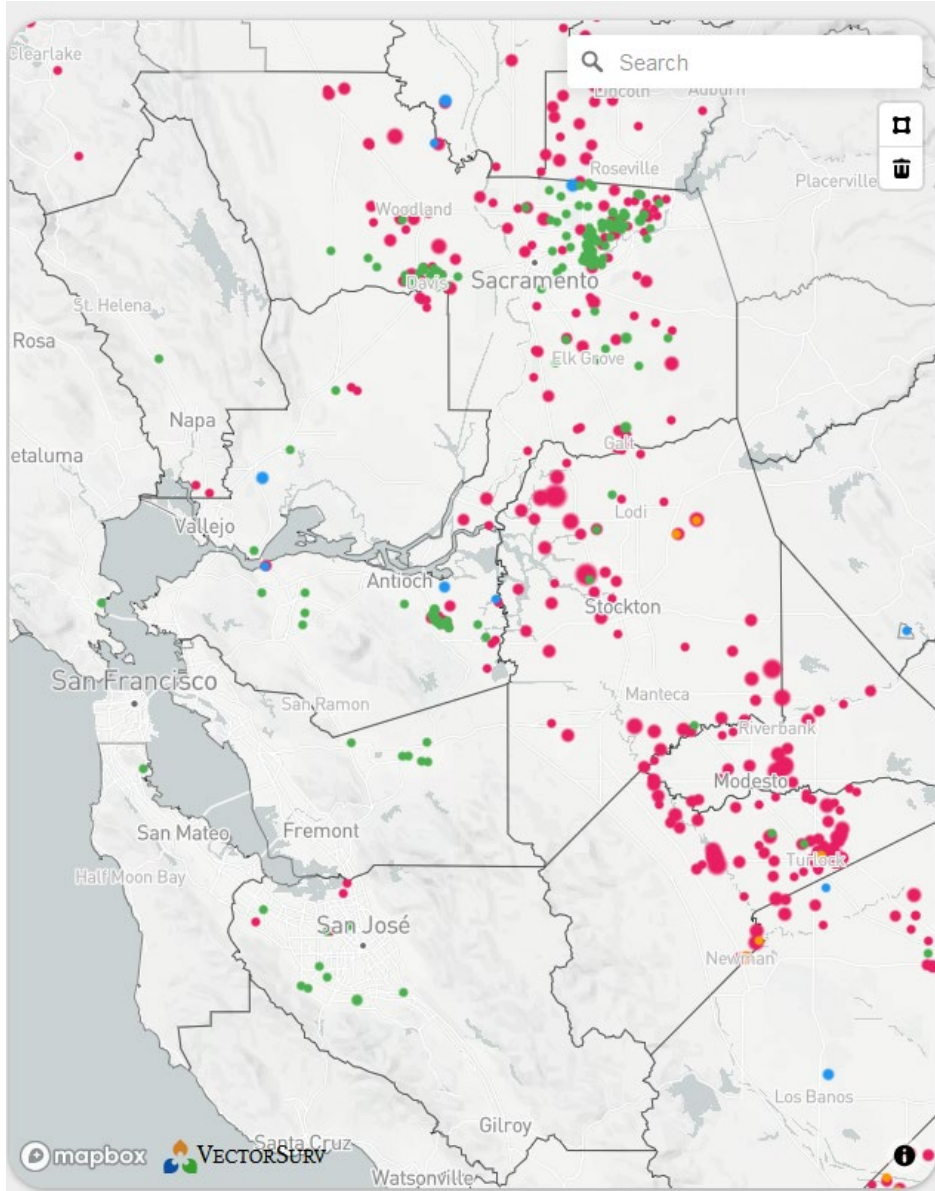 Clearlake
Search
Lincoln
Auburn
Roseville
Placerville
Woodland
Davis
Sacramento
St. Helena
Rosa
Elk Grove
Napa
Galt
etaluma
Lodi
Vallejo
Antioch
Stockton
San Francisco
San Ramon
Manteca
Riverbank
Modesto
San Mateo
Fremont
Turlock
Half Moon Bay
San José
Newman
Los Banos
Gilroy
mapbox
VECTORSURV
Santa Cruz
Watsonville